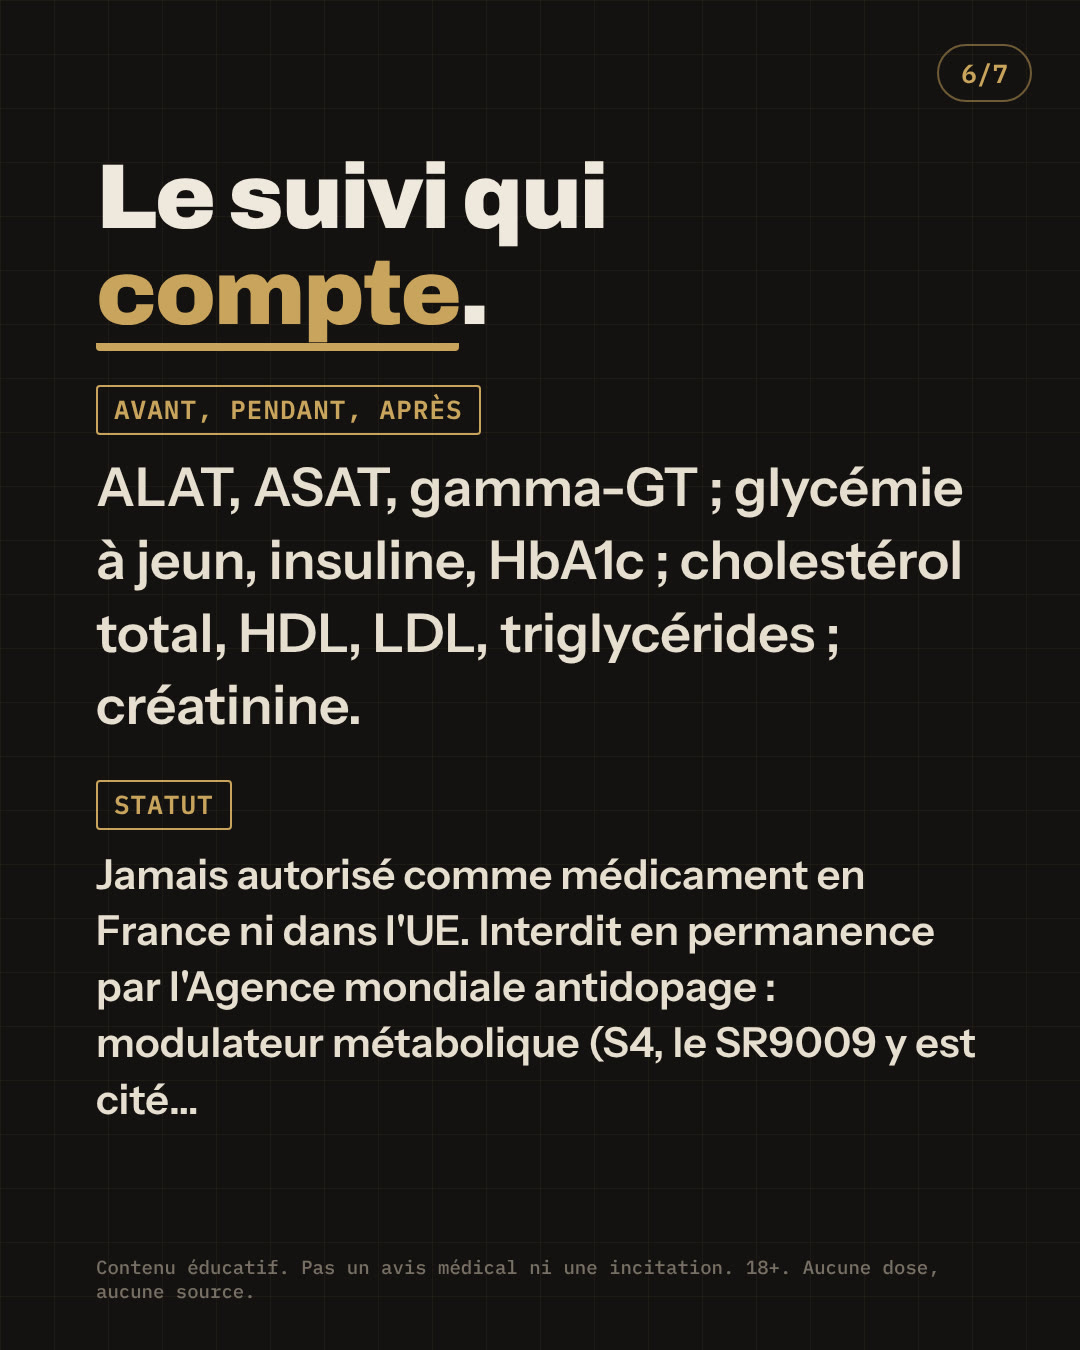 6/7
Le suivi qui
compte.
AVANT, PENDANT, APRÈS
ALAT, ASAT, gamma-GT ; glycémie
à jeun, insuline, HbA1c ; cholestérol
total, HDL, LDL, triglycérides ;
créatinine.
STATUT
Jamais autorisé comme médicament en
France ni dans l'UE. Interdit en permanence
par l'Agence mondiale antidopage :
modulateur métabolique (S4, le SR9009 y est
cité...
Contenu éducatif. Pas un avis médical ni une incitation. 18+. Aucune dose,
aucune source.